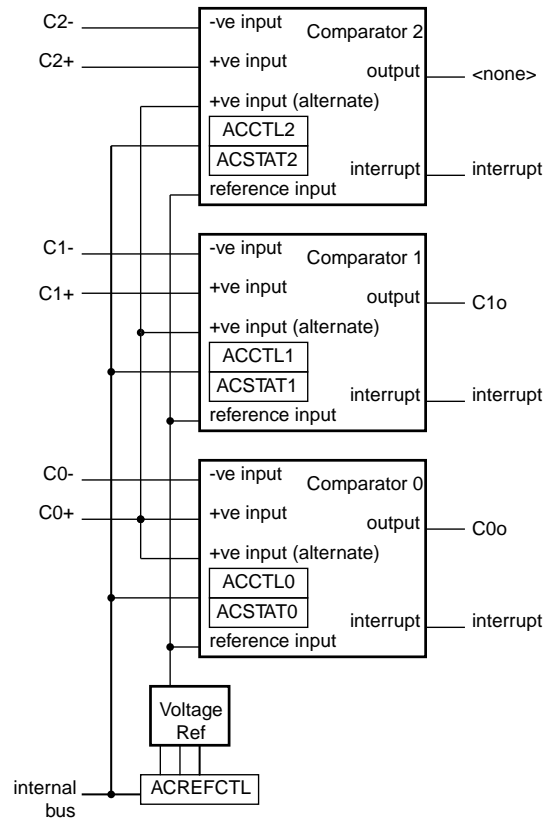 C2-
-ve input
Comparator 2
C2+
+ve input
output
<none>
+ve input (alternate)
ACCTL2
ACSTAT2
interrupt
interrupt
reference input
C1-
-ve input
Comparator 1
C1+
+ve input
output
C1o
+ve input (alternate)
ACCTL1
ACSTAT1
interrupt
interrupt
reference input
C0-
-ve input
Comparator 0
C0+
+ve input
output
C0o
+ve input (alternate)
ACCTL0
ACSTAT0
interrupt
interrupt
reference input
Voltage
Ref
internal
bus
ACREFCTL